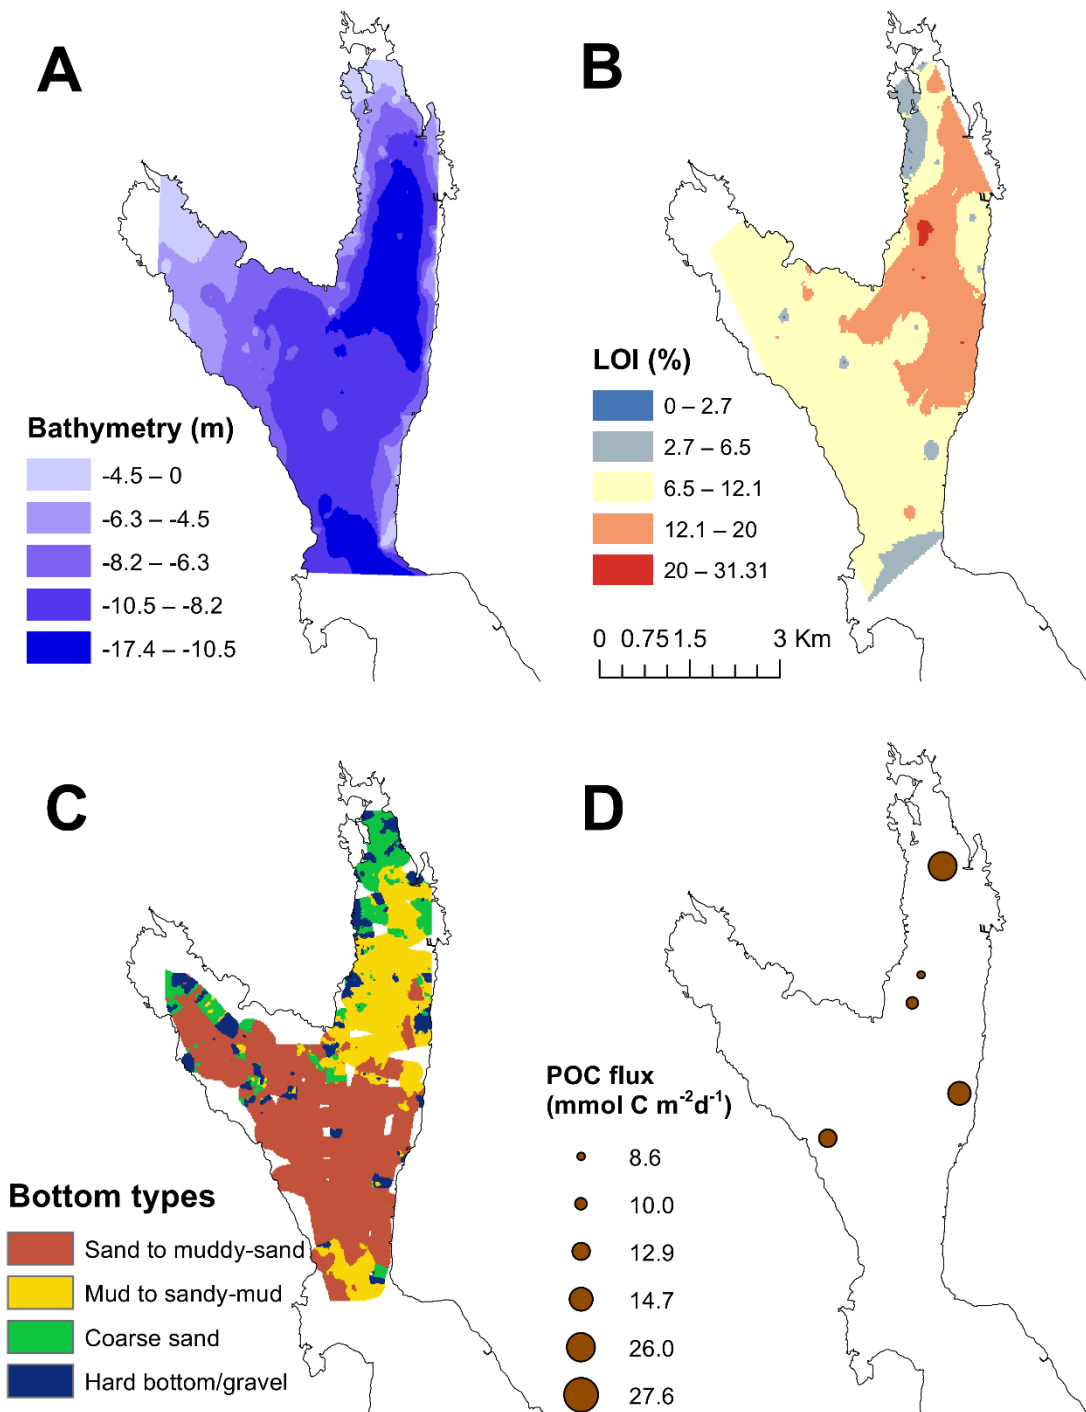 A
B
Bathymetry (m)
-4.5 – 0
-6.3 – -4.5
-8.2 – -6.3
-10.5 – -8.2
-17.4 – -10.5
LOI (%)
0 – 2.7
2.7 – 6.5
6.5 – 12.1
12.1 – 20
20 – 31.31
0 0.75 1.5 3 Km
C
D
Bottom types
Sand to muddy-sand
Mud to sandy-mud
Coarse sand
Hard bottom/gravel
POC flux
(mmol C m⁻²d⁻¹)
8.6
10.0
12.9
14.7
26.0
27.6